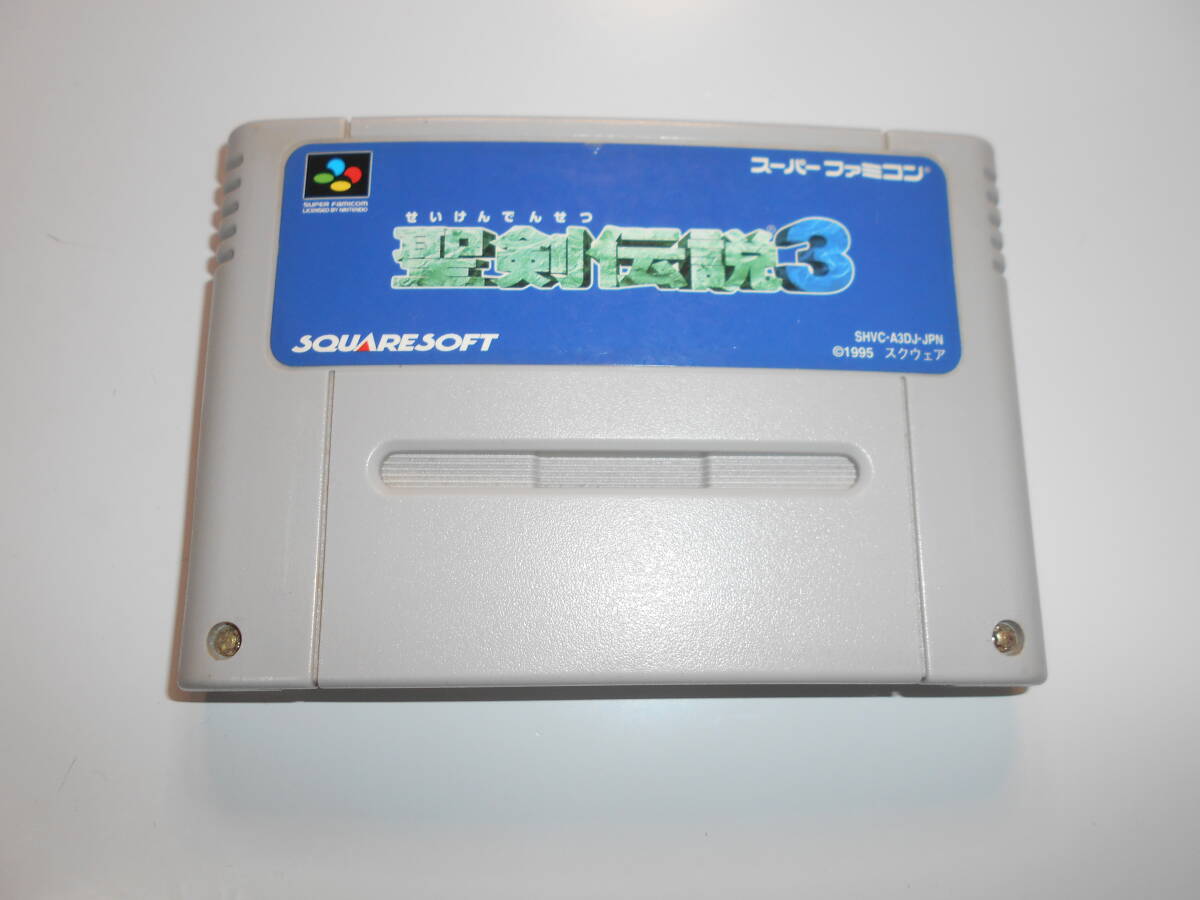 スーパーファミコン®
SUPER FAMICOM
LICENSED BY NINTENDO
せいけんでんせつ
聖剣伝説®3
SQUARESOFT
SHVC-A3DJ-JPN
©1995 スクウェア